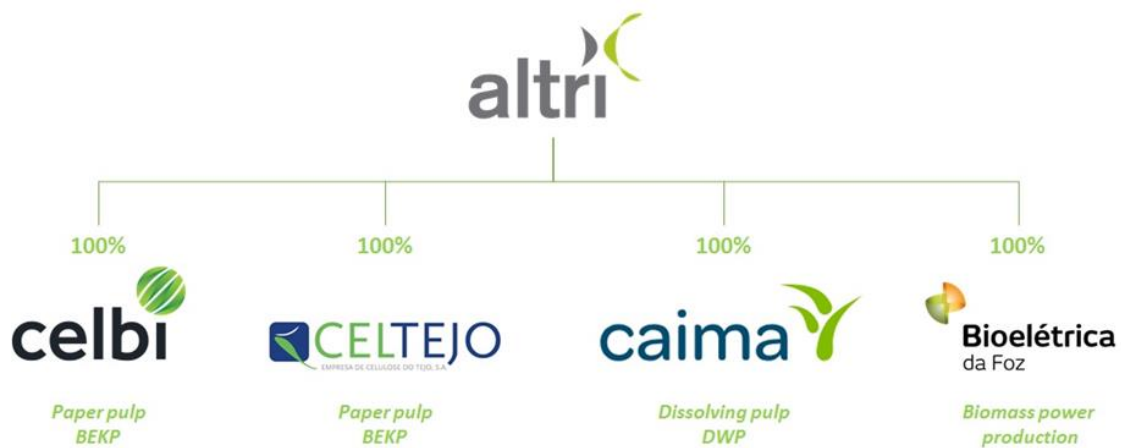 altri
100%
100%
100%
100%
celbi
CELTEJO
EMPRESA DE CELULOSE DO TEJO, S.A.
caima
Bioelétrica
da Foz
Paper pulp
BEKP
Paper pulp
BEKP
Dissolving pulp
DWP
Biomass power
production